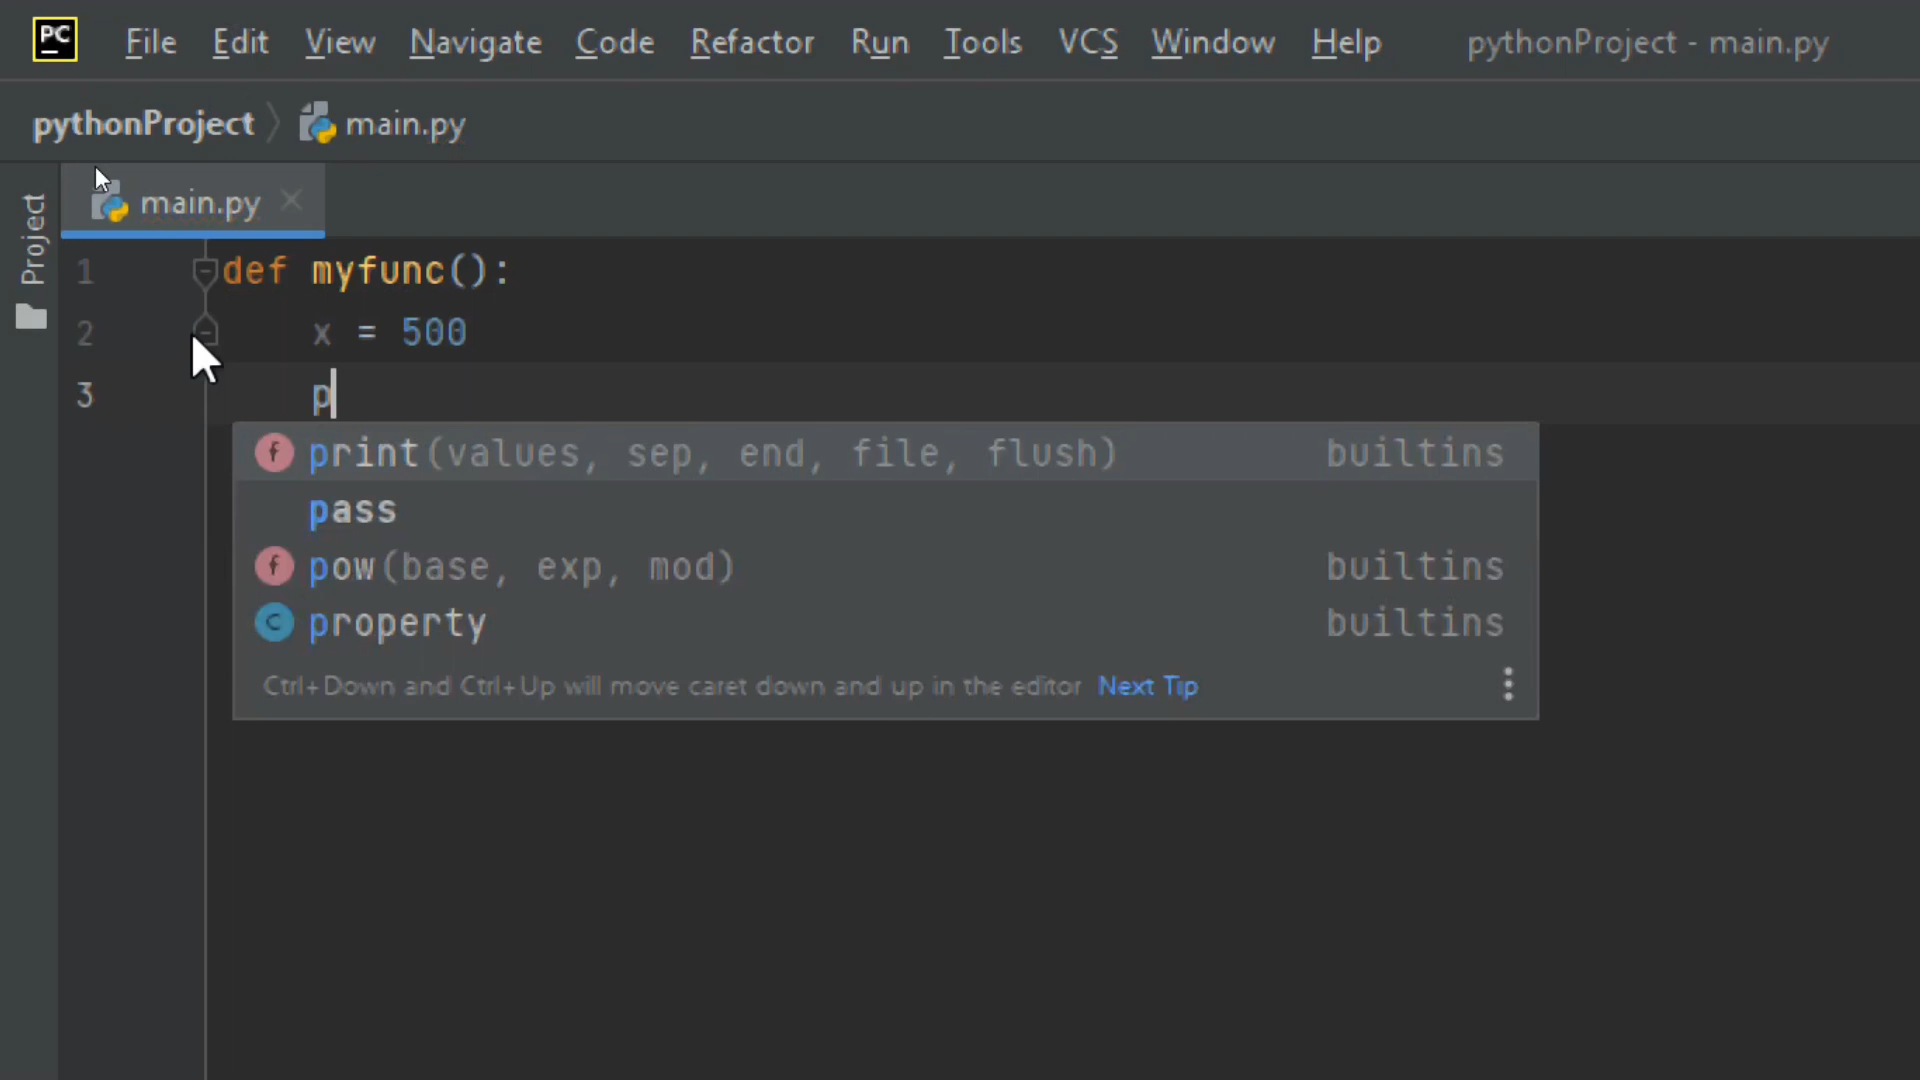 PC File Edit View Navigate Code Refactor Run Tools VCS Window Help pythonProject - main.py
pythonProject main.py
main.py
Project
1 def myfunc():
2 x = 500
3 p
f print(values, sep, end, file, flush) builtins
pass
f pow(base, exp, mod) builtins
C property builtins
Ctrl+Down and Ctrl+Up will move caret down and up in the editor Next Tip